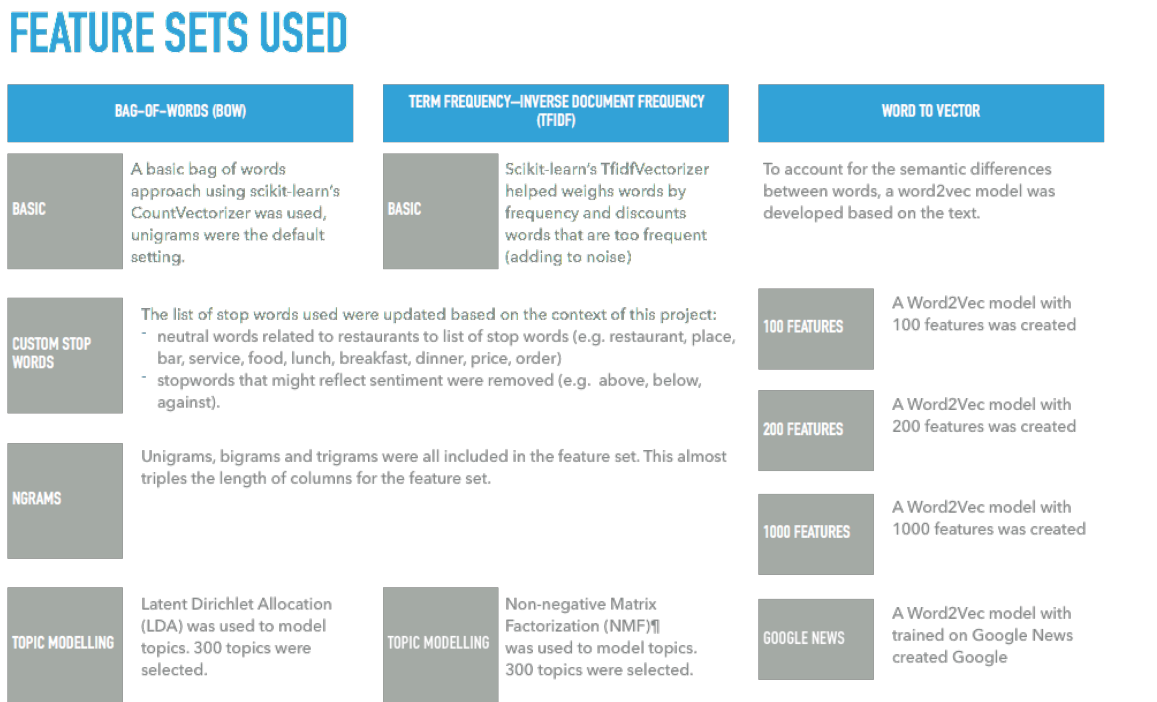 FEATURE SETS USED
BAG-OF-WORDS (BOW)
BASIC
A basic bag of words
approach using scikit-learn's
CountVectorizer was used,
unigrams were the default
setting.
TERM FREQUENCY–INVERSE DOCUMENT FREQUENCY
(TFIDF)
BASIC
Scikit-learn's TfidfVectorizer
helped weighs words by
frequency and discounts
words that are too frequent
(adding to noise)
CUSTOM STOP
WORDS
The list of stop words used were updated based on the context of this project:
- neutral words related to restaurants to list of stop words (e.g. restaurant, place,
bar, service, food, lunch, breakfast, dinner, price, order)
- stopwords that might reflect sentiment were removed (e.g. above, below,
against).
NGRAMS
Unigrams, bigrams and trigrams were all included in the feature set. This almost
triples the length of columns for the feature set.
TOPIC MODELLING
Latent Dirichlet Allocation
(LDA) was used to model
topics. 300 topics were
selected.
TOPIC MODELLING
Non-negative Matrix
Factorization (NMF)¶
was used to model topics.
300 topics were selected.
WORD TO VECTOR
To account for the semantic differences
between words, a word2vec model was
developed based on the text.
100 FEATURES
A Word2Vec model with
100 features was created
200 FEATURES
A Word2Vec model with
200 features was created
1000 FEATURES
A Word2Vec model with
1000 features was created
GOOGLE NEWS
A Word2Vec model with
trained on Google News
created Google